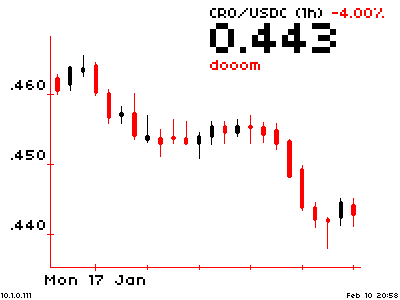 CRO/USDC (1h) -4.00%
0.443
dooom
.460
.450
.440
Mon 17 Jan
10.1.0.111
Feb 10 20:58